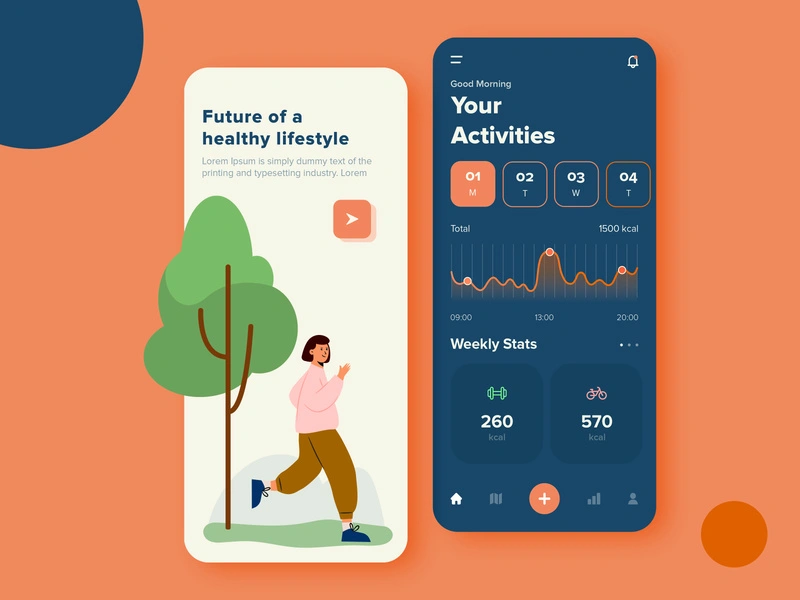 Future of a
healthy lifestyle
Lorem Ipsum is simply dummy text of the
printing and typesetting industry. Lorem
Good Morning
Your
Activities
01 02 03 04
M T W T
Total 1500 kcal
09:00 13:00 20:00
Weekly Stats
260 570
kcal kcal